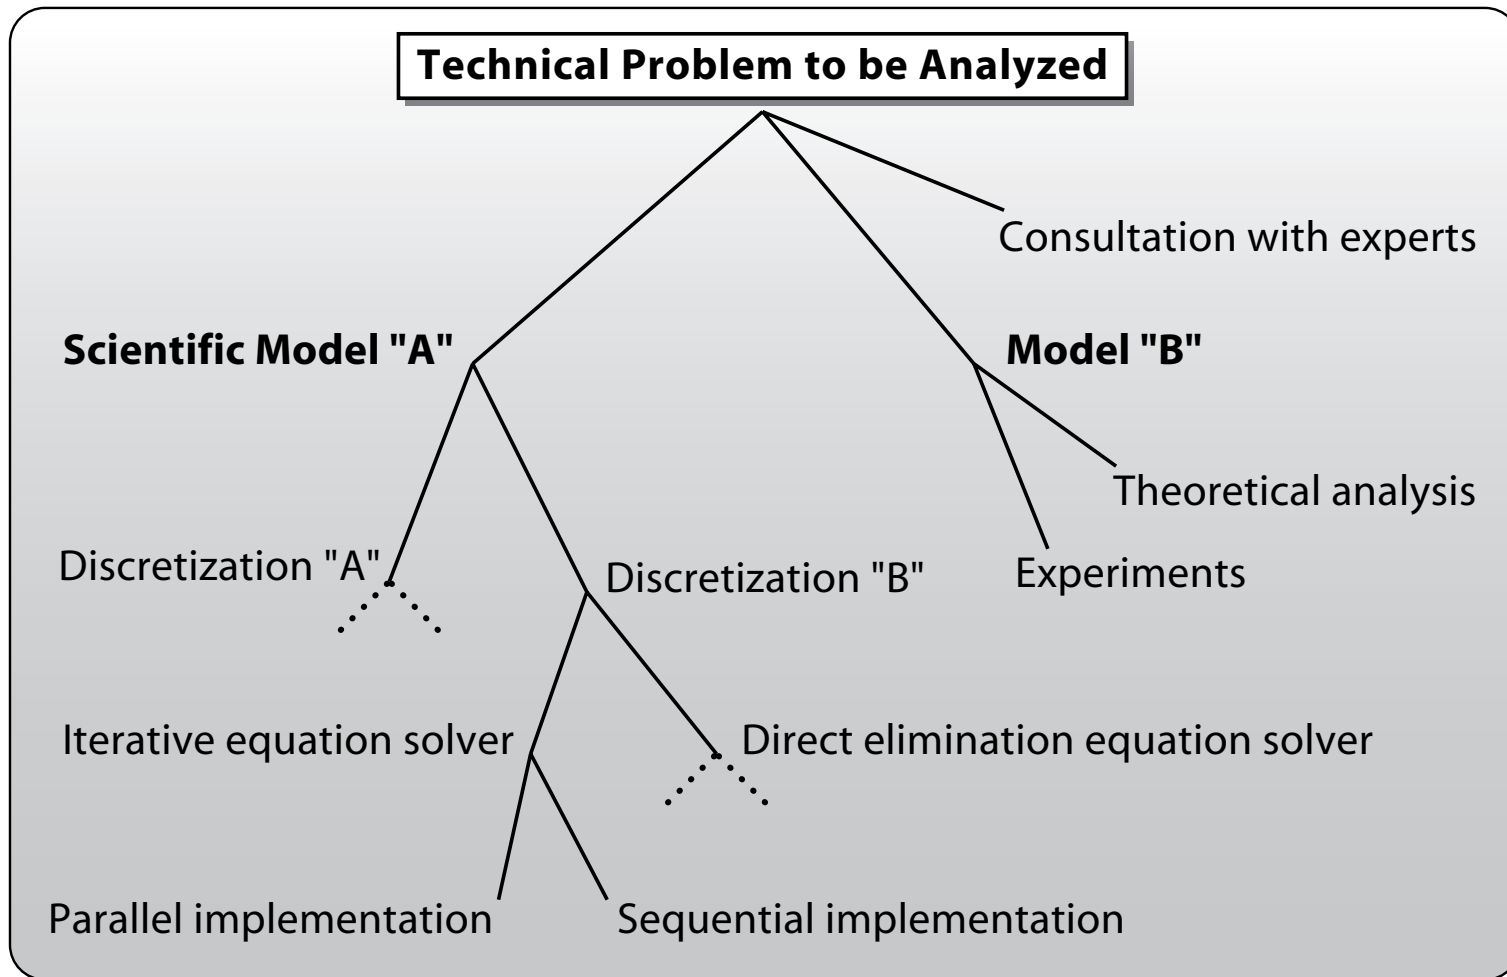 Technical Problem to be Analyzed
Consultation with experts
Scientific Model "A"
Model "B"
Theoretical analysis
Discretization "A"
Discretization "B"
Experiments
Iterative equation solver
Direct elimination equation solver
Parallel implementation
Sequential implementation